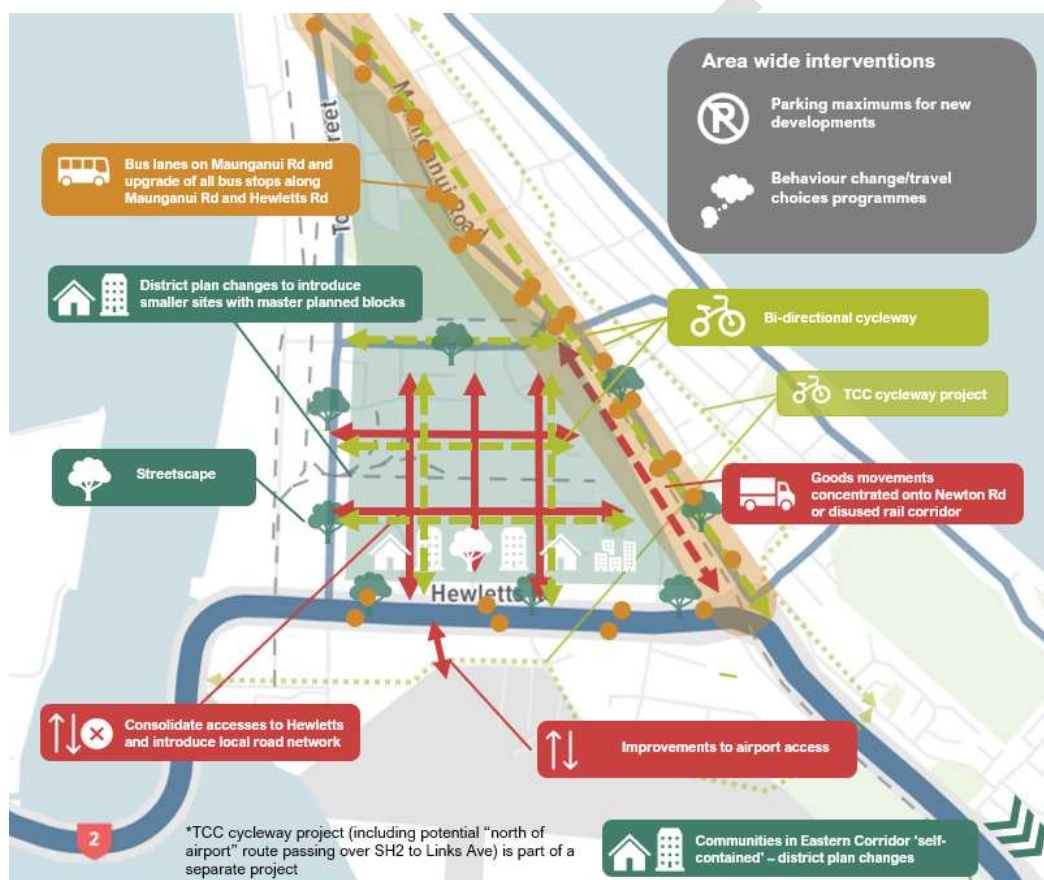 Area wide interventions
Parking maximums for new
developments
Behaviour change/travel
choices programmes
Bus lanes on Maunganui Rd and
upgrade of all bus stops along
Maunganui Rd and Hewletts Rd
District plan changes to introduce
smaller sites with master planned blocks
Bi-directional cycleway
TCC cycleway project
Streetscape
Goods movements
concentrated onto Newton Rd
or disused rail corridor
Hewletts
Consolidate accesses to Hewletts
and introduce local road network
Improvements to airport access
2
*TCC cycleway project (including potential "north of
airport" route passing over SH2 to Links Ave) is part of a
separate project
Communities in Eastern Corridor 'self-
contained' – district plan changes